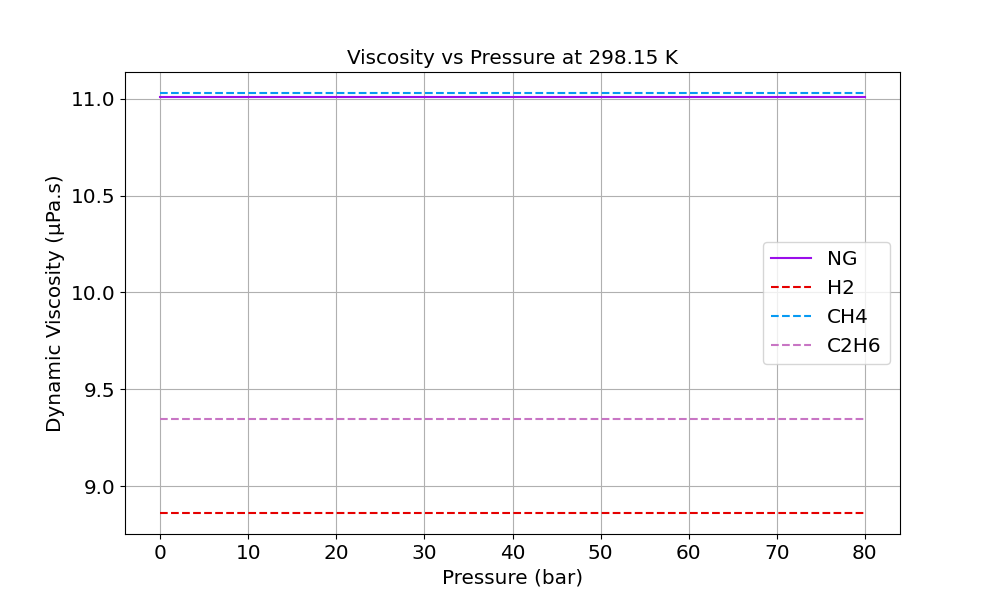 Viscosity vs Pressure at 298.15 K
Dynamic Viscosity (μPa.s)
11.0
10.5
10.0
9.5
9.0
NG
H2
CH4
C2H6
0 10 20 30 40 50 60 70 80
Pressure (bar)